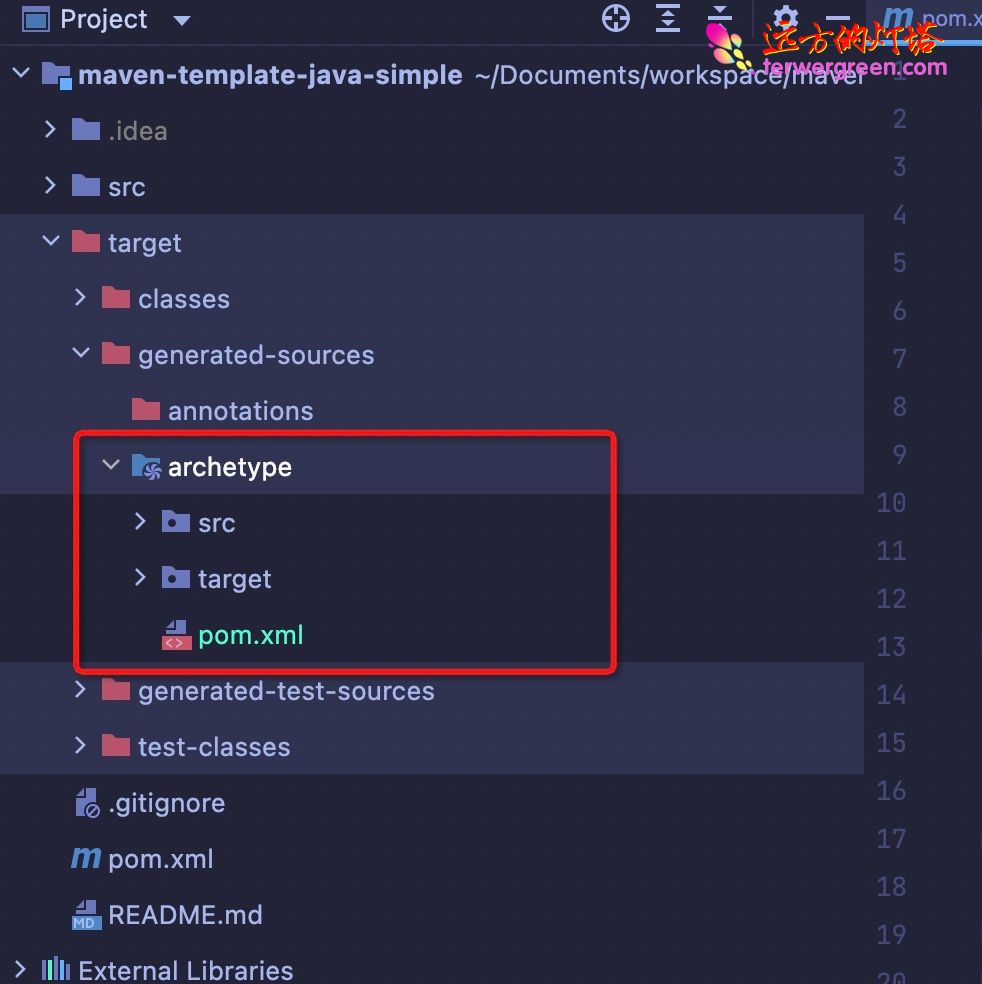 Project
pom.x
远方的灯塔
terwergreen.com
maven-template-java-simple ~/Documents/workspace/maven
1
.idea
2
src
3
4
target
5
classes
6
generated-sources
7
annotations
8
archetype
9
src
10
target
11
pom.xml
12
13
generated-test-sources
14
test-classes
15
.gitignore
16
pom.xml
17
README.md
18
19
External Libraries
20